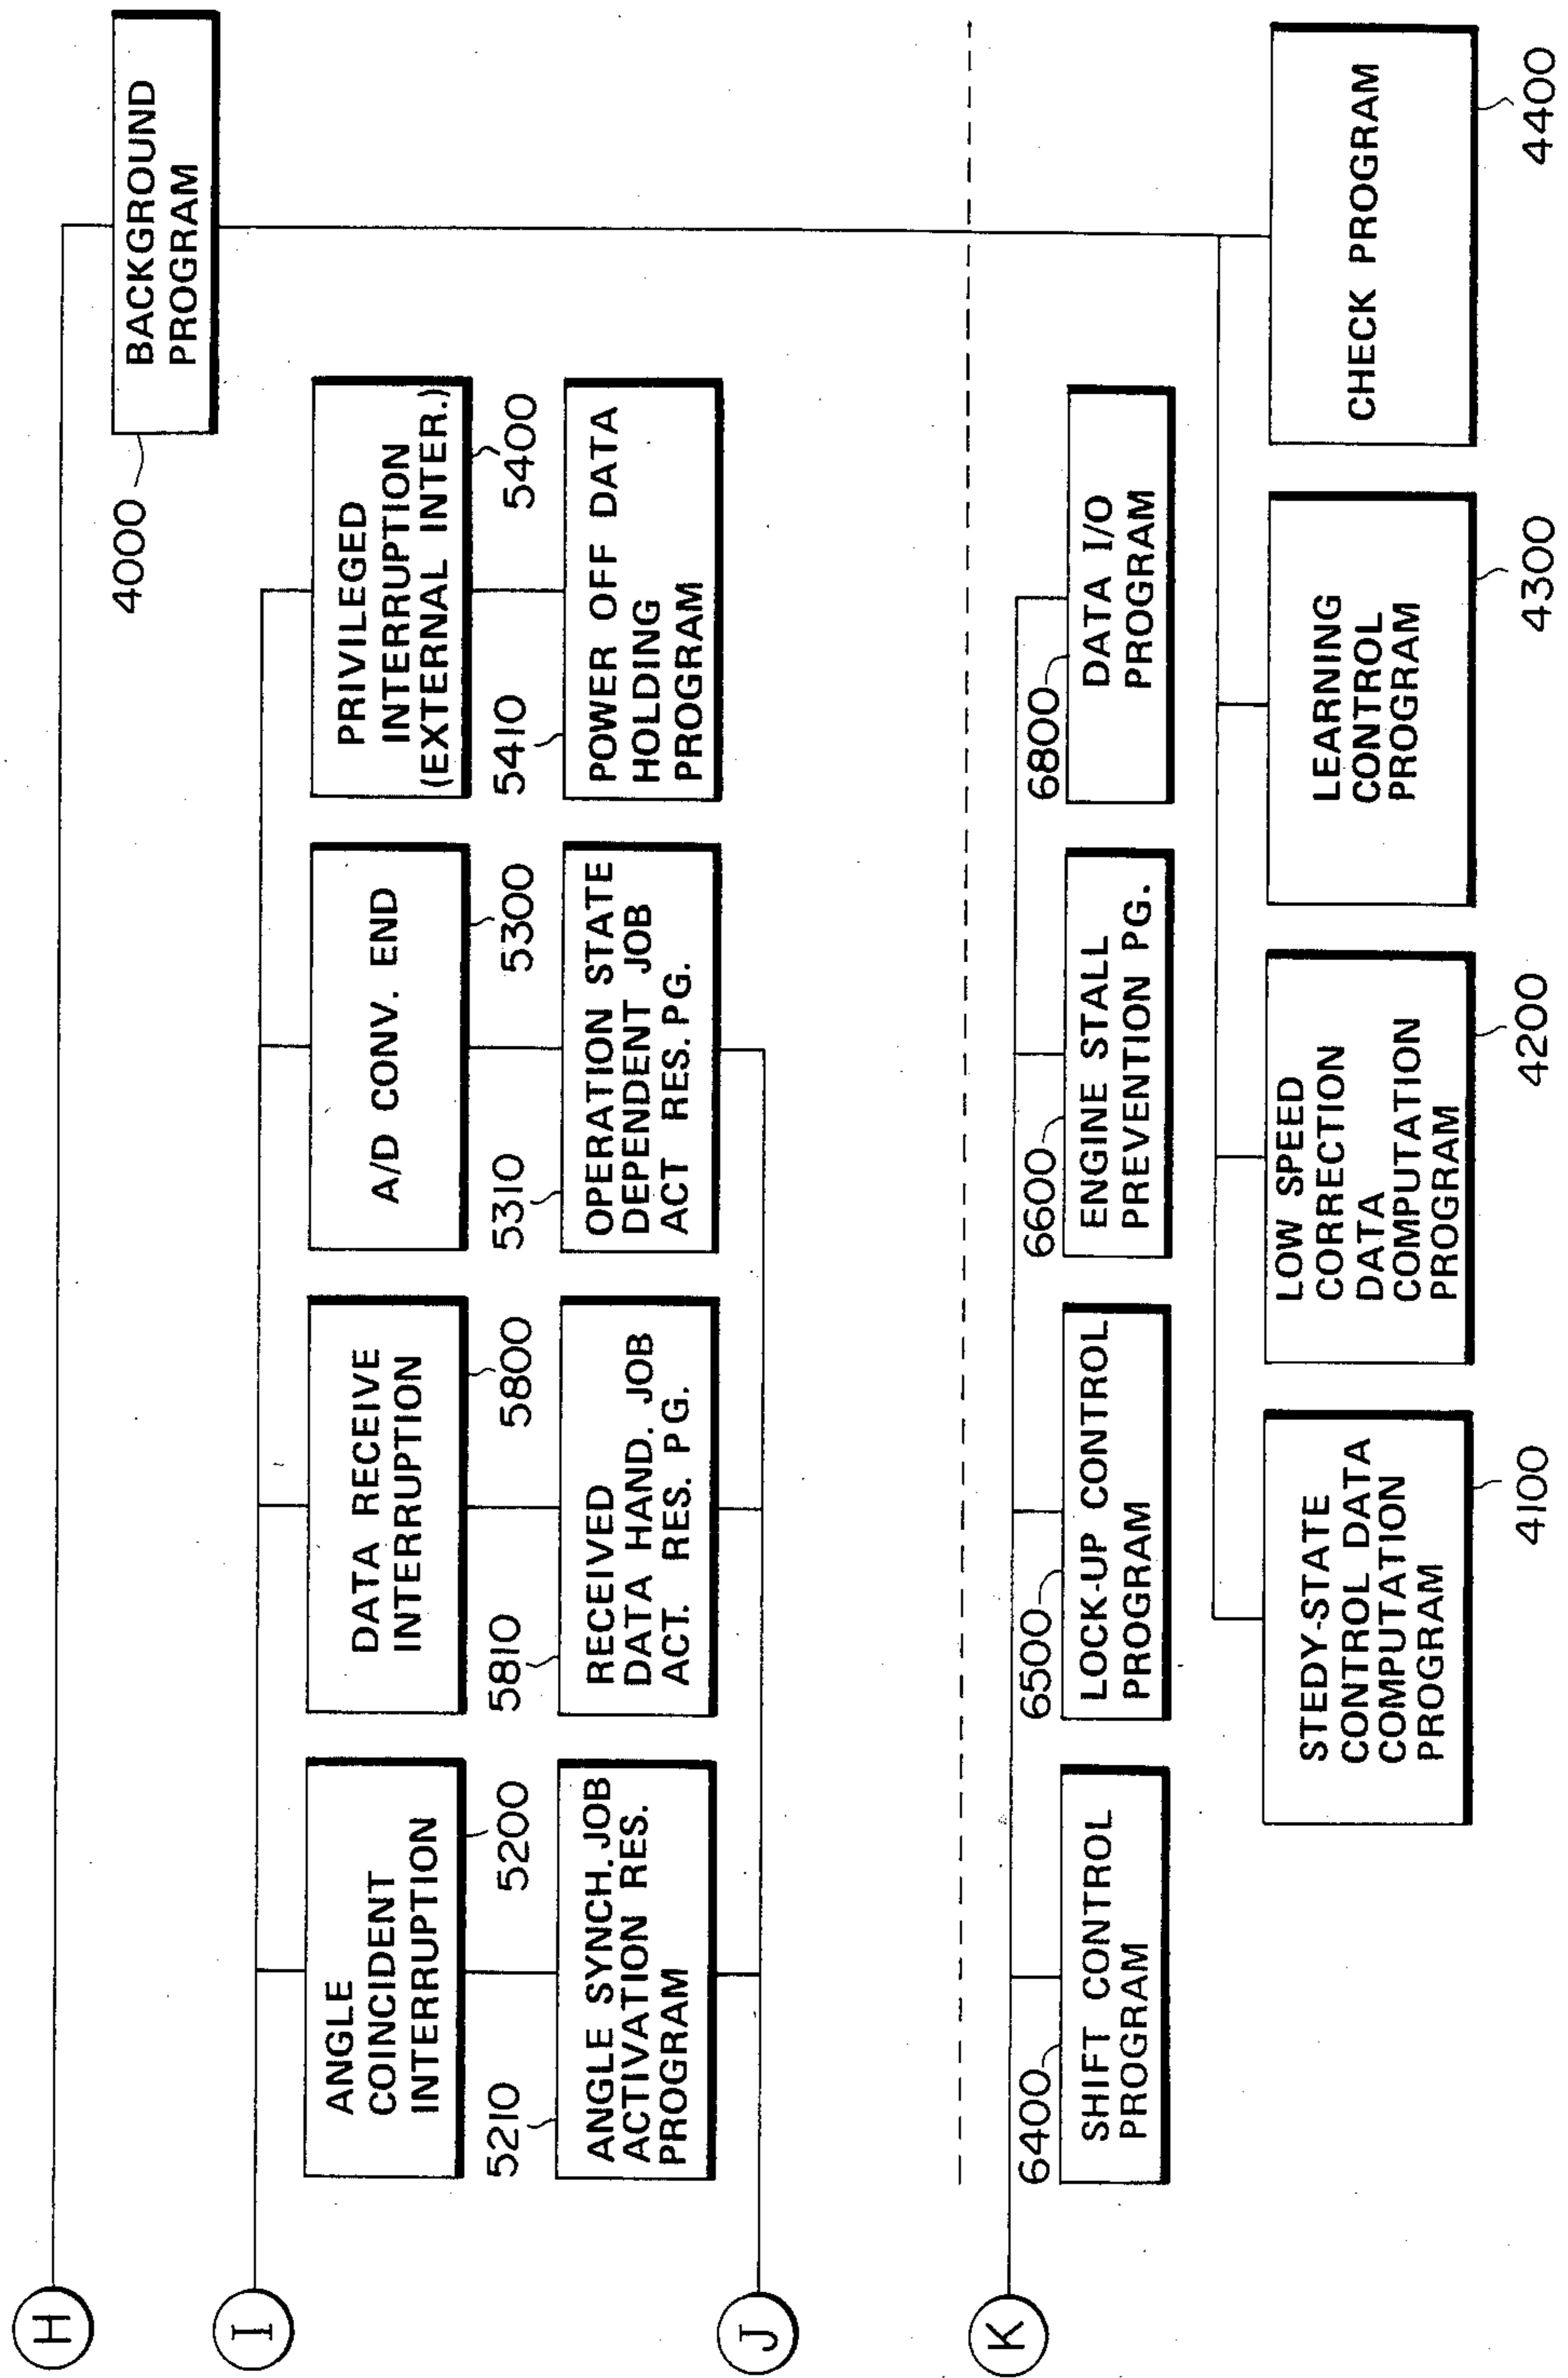 H
BACKGROUND
PROGRAM
4000
I
ANGLE
COINCIDENT
INTERRUPTION
5200
DATA RECEIVE
INTERRUPTION
5800
A/D CONV. END
5300
PRIVILEGED
INTERRUPTION
(EXTERNAL INTER.)
5400
5210
ANGLE SYNCH. JOB
ACTIVATION RES.
PROGRAM
5810
RECEIVED
DATA HAND. JOB
ACT. RES. PG.
5310
OPERATION STATE
DEPENDENT JOB
ACT RES. PG.
5410
POWER OFF DATA
HOLDING
PROGRAM
J
K
6400
SHIFT CONTROL
PROGRAM
6500
LOCK-UP CONTROL
PROGRAM
6600
ENGINE STALL
PREVENTION PG.
6800
DATA I/O
PROGRAM
STEDY-STATE
CONTROL DATA
COMPUTATION
PROGRAM
4100
LOW SPEED
CORRECTION
DATA
COMPUTATION
PROGRAM
4200
LEARNING
CONTROL
PROGRAM
4300
CHECK PROGRAM
4400